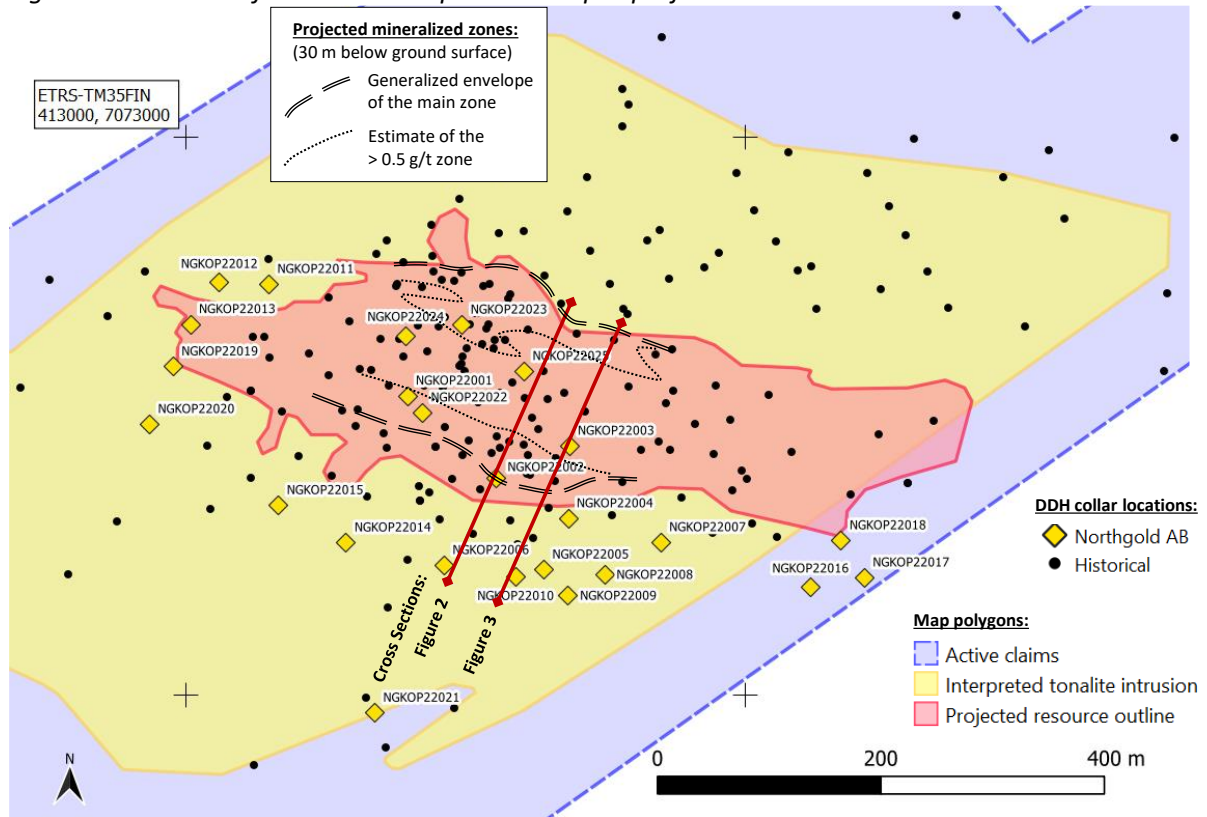 Projected mineralized zones:
(30 m below ground surface)
Generalized envelope
of the main zone
Estimate of the
> 0.5 g/t zone
ETRS-TM35FIN
413000, 7073000
NGKOP22012
NGKOP22011
NGKOP22013
NGKOP22023
NGKOP22024
NGKOP22019
NGKOP22025
NGKOP22001
NGKOP22022
NGKOP22020
NGKOP22003
NGKOP22002
NGKOP22015
NGKOP22004
NGKOP22014
NGKOP22007
NGKOP22018
NGKOP22006
NGKOP22005
NGKOP22008
NGKOP22016
NGKOP22017
NGKOP22010
NGKOP22009
NGKOP22021
Cross Sections:
Figure 2
Figure 3
DDH collar locations:
Northgold AB
Historical
Map polygons:
Active claims
Interpreted tonalite intrusion
Projected resource outline
N
0
200
400 m